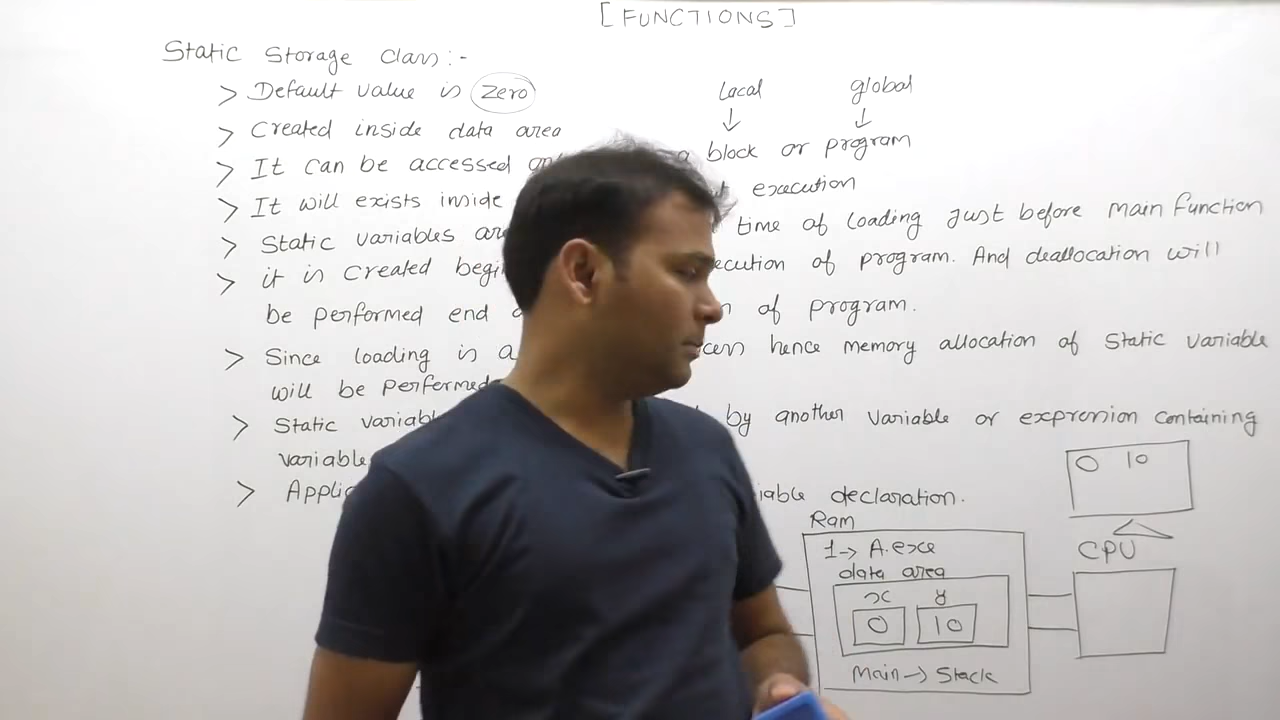 [FUNCTIONS]
Static Storage Class:-
> Default value is Zero
Local global
> Created inside data area
> It can be accessed a block or program
> It will exists inside execution
> Static variables time of loading just before main function
> it is created execution of program. And deallocation will
be performed end of program.
> Since loading is a hence memory allocation of static variable
will be performed
> Static variable by another variable or expression containing
variable
> declaration.
0 10
Ram
1-> A.exe
CPU
data area
x y
0 10
Main -> Stack